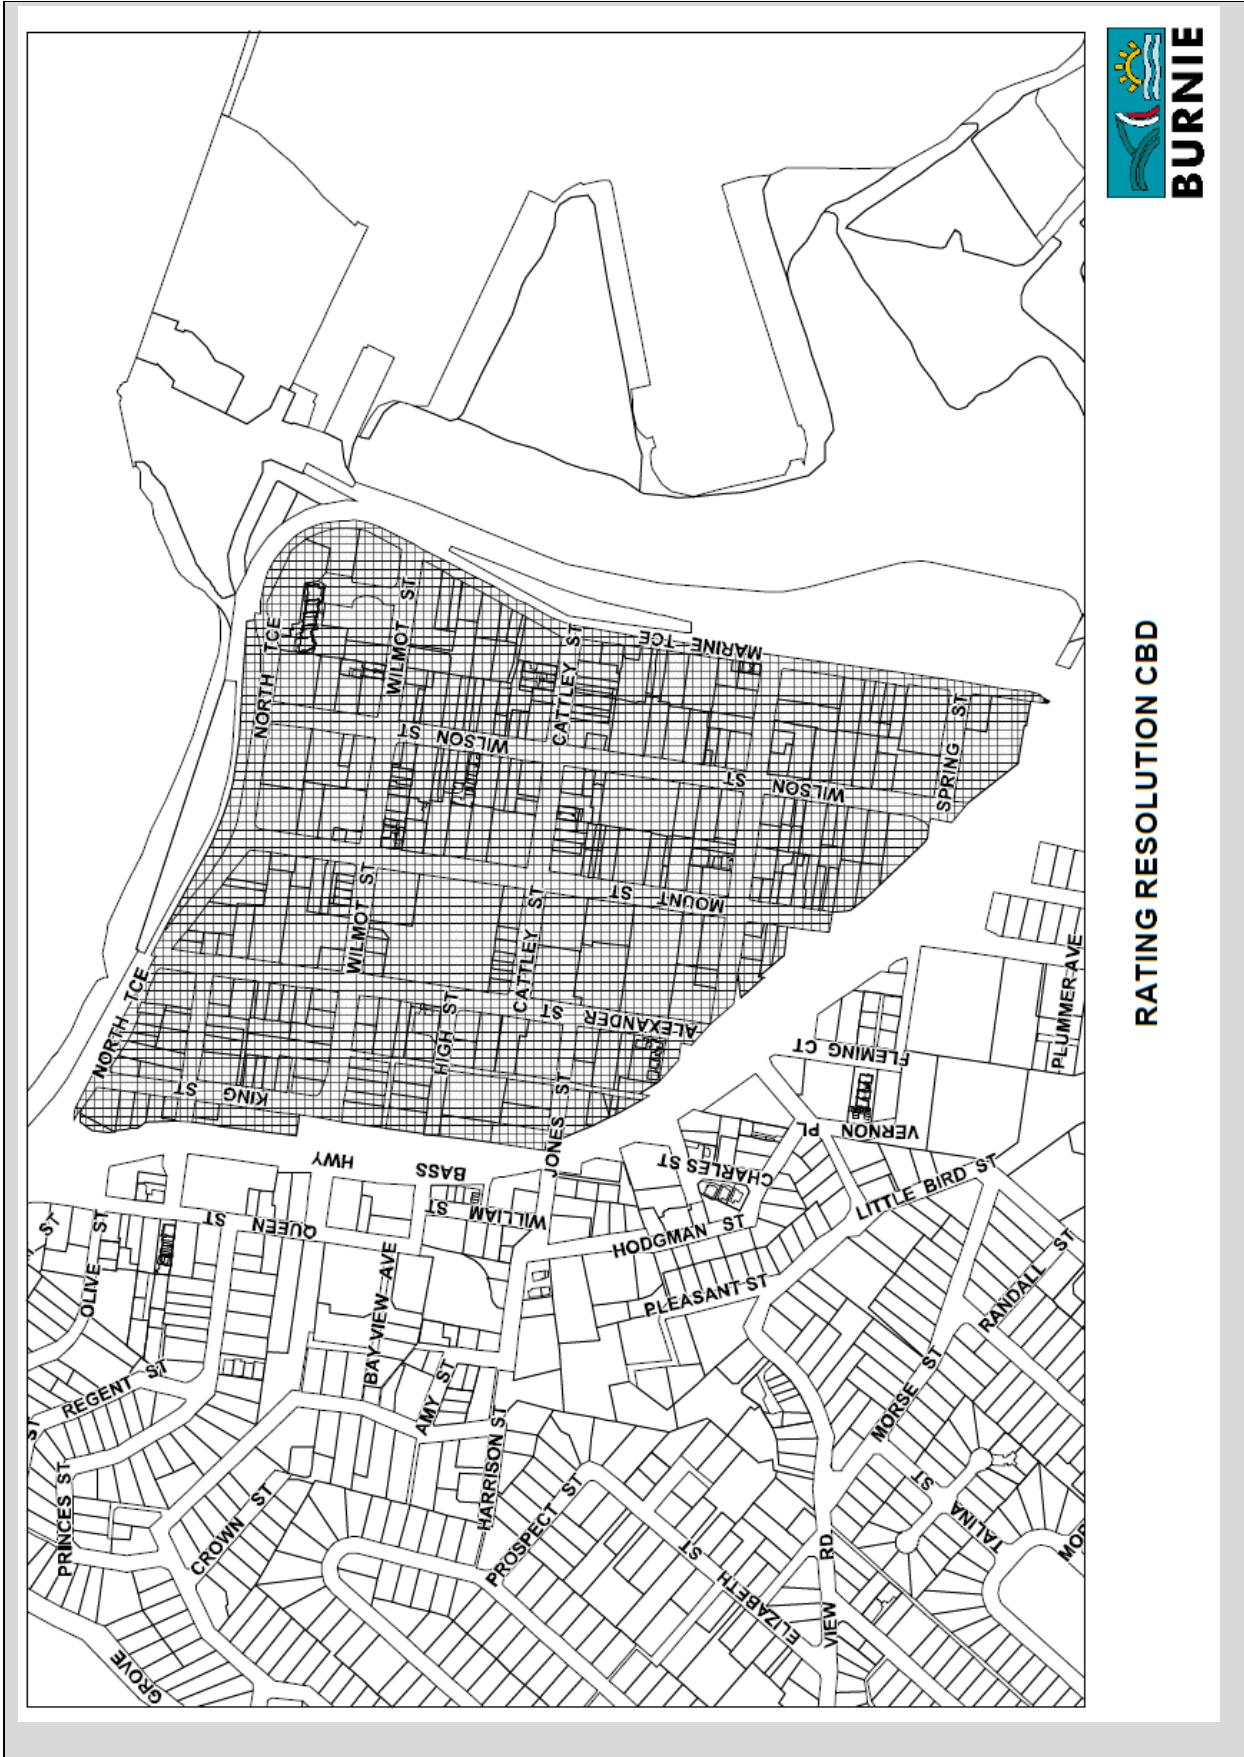 BURNIE
RATING RESOLUTION CBD
NORTH TCE
WILMOT ST
CATTLEY ST
MARINE TCE
WILSON ST
WILSON ST
SPRING ST
WILMOT ST
CATTLEY ST
MOUNT ST
NORTH TCE
HIGH ST
ALEXANDER ST
KING ST
JONES ST
BASS HWY
WILLIAM ST
QUEEN ST
OLIVE ST
ST
BAY VIEW AVE
AMY ST
HARRISON ST
REGENT ST
ST
PRINCES ST
CROWN ST
GROVE
PROSPECT ST
ELIZABETH ST
VIEW RD
HODGMAN ST
PLEASANT ST
CHARLES ST
VERNON PL
FLEMING CT
PLUMMER AVE
LITTLE BIRD ST
RANDALL ST
MORSE ST
TALINA ST